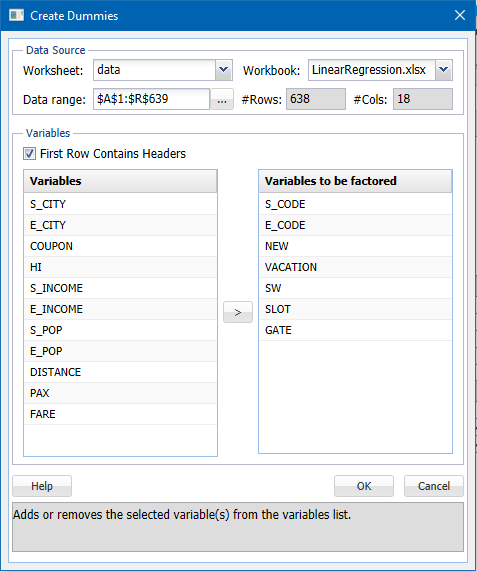 Create Dummies
Data Source
Worksheet: data Workbook: LinearRegression.xlsx
Data range: $A$1:$R$639 ... #Rows: 638 #Cols: 18
Variables
First Row Contains Headers
Variables Variables to be factored
S_CITY S_CODE
E_CITY E_CODE
COUPON NEW
HI VACATION
S_INCOME SW
E_INCOME SLOT
S_POP GATE
E_POP
DISTANCE
PAX
FARE
>
Help OK Cancel
Adds or removes the selected variable(s) from the variables list.